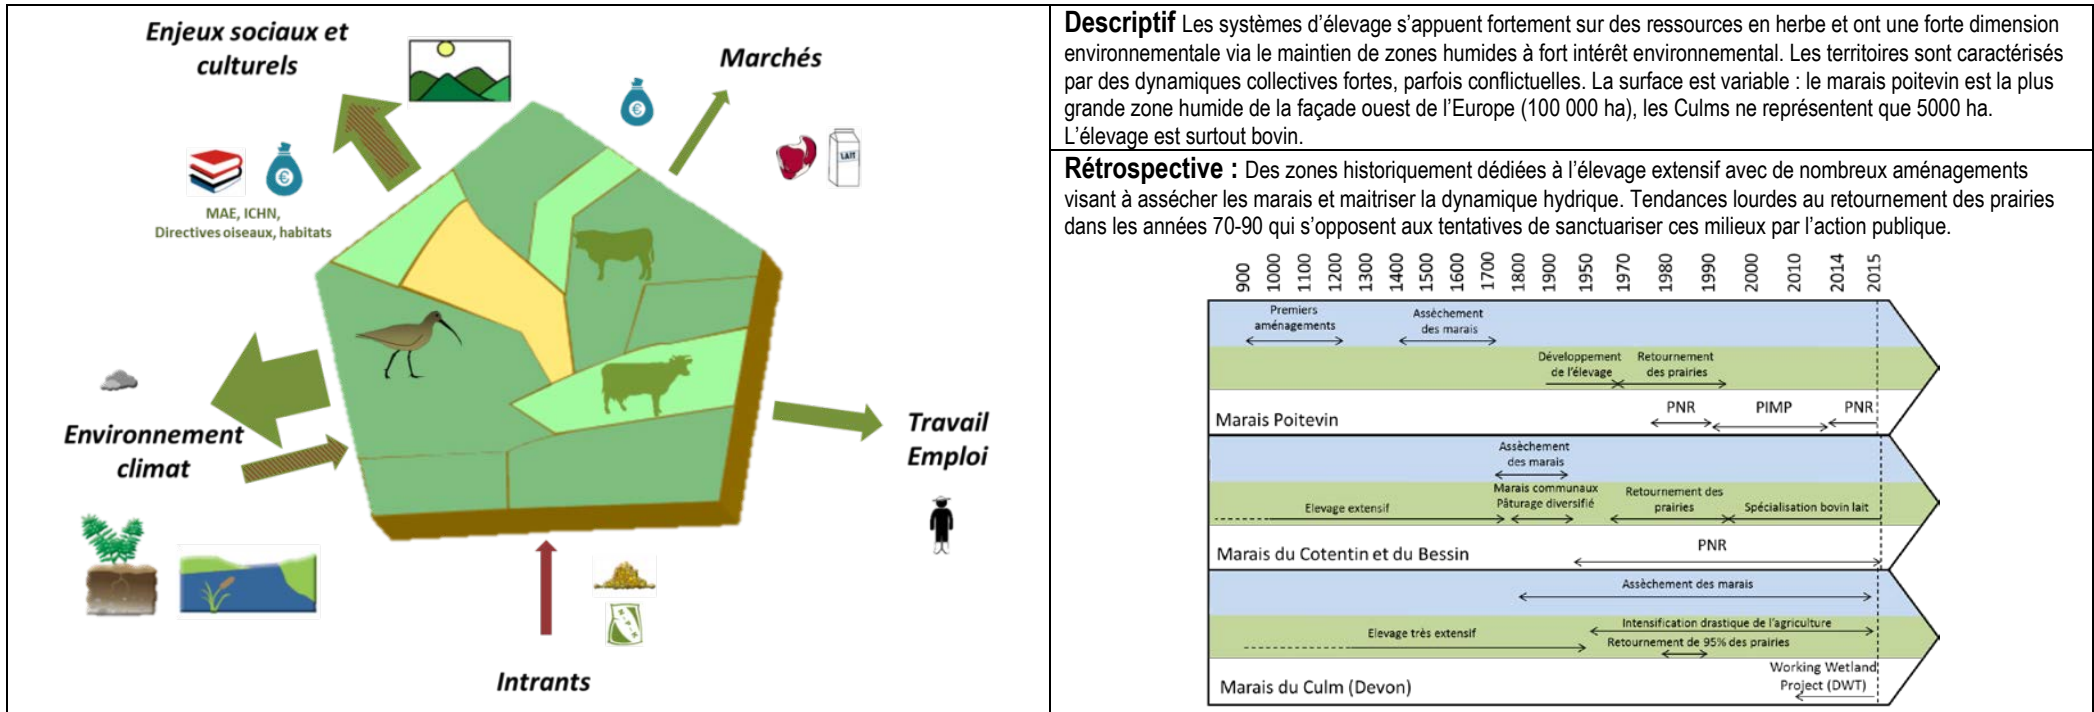 Enjeux sociaux et
culturels
Marchés
LAIT
MAE, ICHN,
Directives oiseaux, habitats
Environnement
climat
Travail
Emploi
Intrants
Descriptif Les systèmes d’élevage s’appuent fortement sur des ressources en herbe et ont une forte dimension
environnementale via le maintien de zones humides à fort intérêt environnemental. Les territoires sont caractérisés
par des dynamiques collectives fortes, parfois conflictuelles. La surface est variable : le marais poitevin est la plus
grande zone humide de la façade ouest de l’Europe (100 000 ha), les Culms ne représentent que 5000 ha.
L’élevage est surtout bovin.
Rétrospective : Des zones historiquement dédiées à l’élevage extensif avec de nombreux aménagements
visant à assécher les marais et maitriser la dynamique hydrique. Tendances lourdes au retournement des prairies
dans les années 70-90 qui s’opposent aux tentatives de sanctuariser ces milieux par l’action publique.
900 1000 1100 1200 1300 1400 1500 1600 1700 1800 1900 1950 1970 1980 1990 2000 2010 2014 2015
Premiers
aménagements
Assèchement
des marais
Développement
de l’élevage
Retournement
des prairies
Marais Poitevin
PNR
PIMP
PNR
Assèchement
des marais
Elevage extensif
Marais communaux
Pâturage diversifié
Retournement des
prairies
Spécialisation bovin lait
Marais du Cotentin et du Bessin
PNR
Assèchement des marais
Elevage très extensif
Intensification drastique de l’agriculture
Retournement de 95% des prairies
Marais du Culm (Devon)
Working Wetland
Project (DWT)